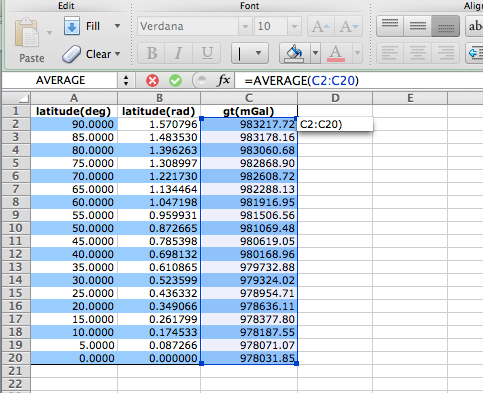 Edit Font Align
Fill Verdana 10 ab
Paste Clear B I U A A
AVERAGE fx =AVERAGE(C2:C20)
A B C D E
1 latitude(deg) latitude(rad) gt(mGal)
2 90.0000 1.570796 983217.72 C2:C20)
3 85.0000 1.483530 983178.16
4 80.0000 1.396263 983060.68
5 75.0000 1.308997 982868.90
6 70.0000 1.221730 982608.72
7 65.0000 1.134464 982288.13
8 60.0000 1.047198 981916.95
9 55.0000 0.959931 981506.56
10 50.0000 0.872665 981069.48
11 45.0000 0.785398 980619.05
12 40.0000 0.698132 980168.96
13 35.0000 0.610865 979732.88
14 30.0000 0.523599 979324.02
15 25.0000 0.436332 978954.71
16 20.0000 0.349066 978636.11
17 15.0000 0.261799 978377.80
18 10.0000 0.174533 978187.55
19 5.0000 0.087266 978071.07
20 0.0000 0.000000 978031.85
21
22